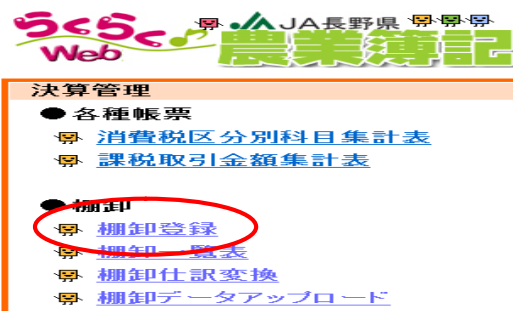 らくらく
Web
JA長野県
農業簿記
決算管理
●各種帳票
消費税区分別科目集計表
課税取引金額集計表
●棚卸
棚卸登録
棚卸一覧表
棚卸仕訳変換
棚卸データアップロード